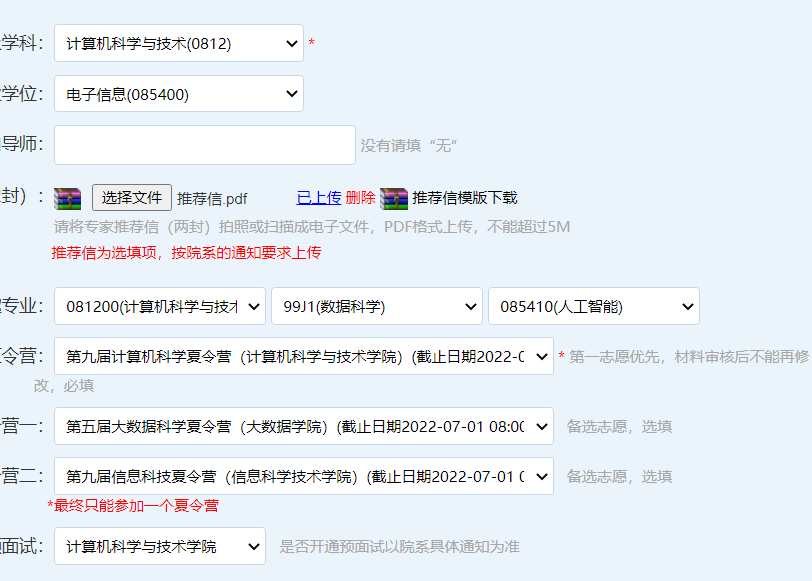 学科： 计算机科学与技术(0812) *
学位： 电子信息(085400)
导师： 没有请填“无”
封）： 选择文件 推荐信.pdf 已上传 删除 推荐信模版下载
请将专家推荐信（两封）拍照或扫描成电子文件，PDF格式上传，不能超过5M
推荐信为选填项，按院系的通知要求上传
专业： 081200(计算机科学与技术 99J1(数据科学) 085410(人工智能)
令营： 第九届计算机科学夏令营（计算机科学与技术学院）(截止日期2022-0 * 第一志愿优先，材料审核后不能再修
改，必填
营一： 第五届大数据科学夏令营（大数据学院）(截止日期2022-07-01 08:00 备选志愿，选填
营二： 第九届信息科技夏令营（信息科学技术学院）(截止日期2022-07-01 0 备选志愿，选填
*最终只能参加一个夏令营
面试： 计算机科学与技术学院 是否开通预面试以院系具体通知为准